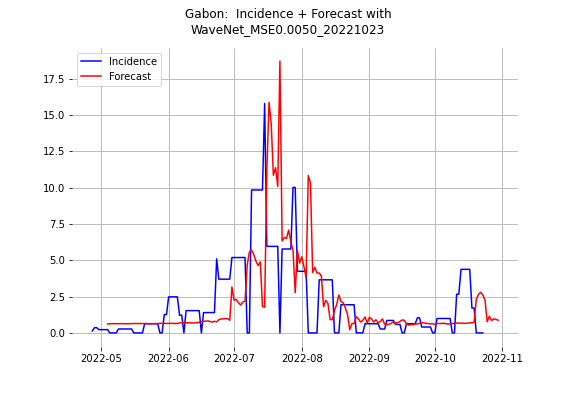 Gabon:  Incidence + Forecast with
WaveNet_MSE0.0050_20221023
Incidence
Forecast
17.5
15.0
12.5
10.0
7.5
5.0
2.5
0.0
2022-05 2022-06 2022-07 2022-08 2022-09 2022-10 2022-11